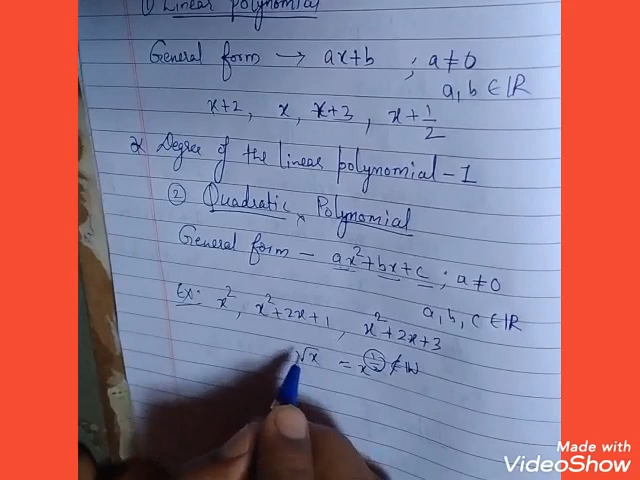 ① Linear polynomial
General form → ax+b ; a≠0
a, b ∈ ℝ
x+2, x, x+3, x+1/2
* Degree of the linear polynomial - 1
② Quadratic Polynomial
General form - ax²+bx+c ; a≠0
a, b, c ∈ ℝ
Ex: x², x²+2x+1, x²+2x+3
√x = x^(1/2) ∉ W
Made with
VideoShow